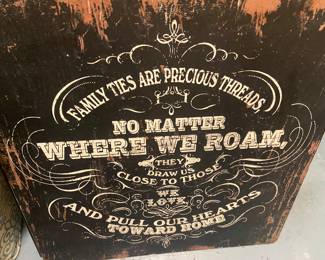 FAMILY TIES ARE PRECIOUS THREADS
NO MATTER
WHERE WE ROAM,
THEY
DRAW US
CLOSE TO THOSE
WE
LOVE
AND PULL OUR HEARTS
TOWARD HOME